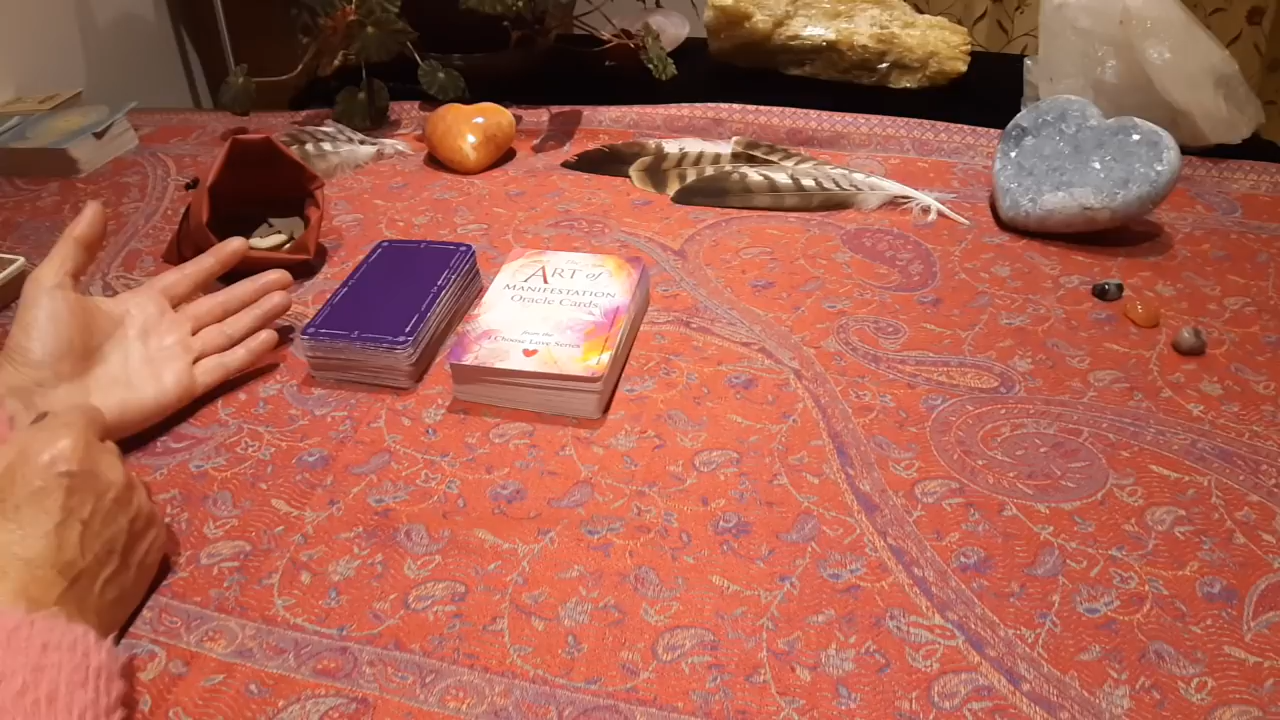 The
ART of
MANIFESTATION
Oracle Cards
from the
I Choose Love Series